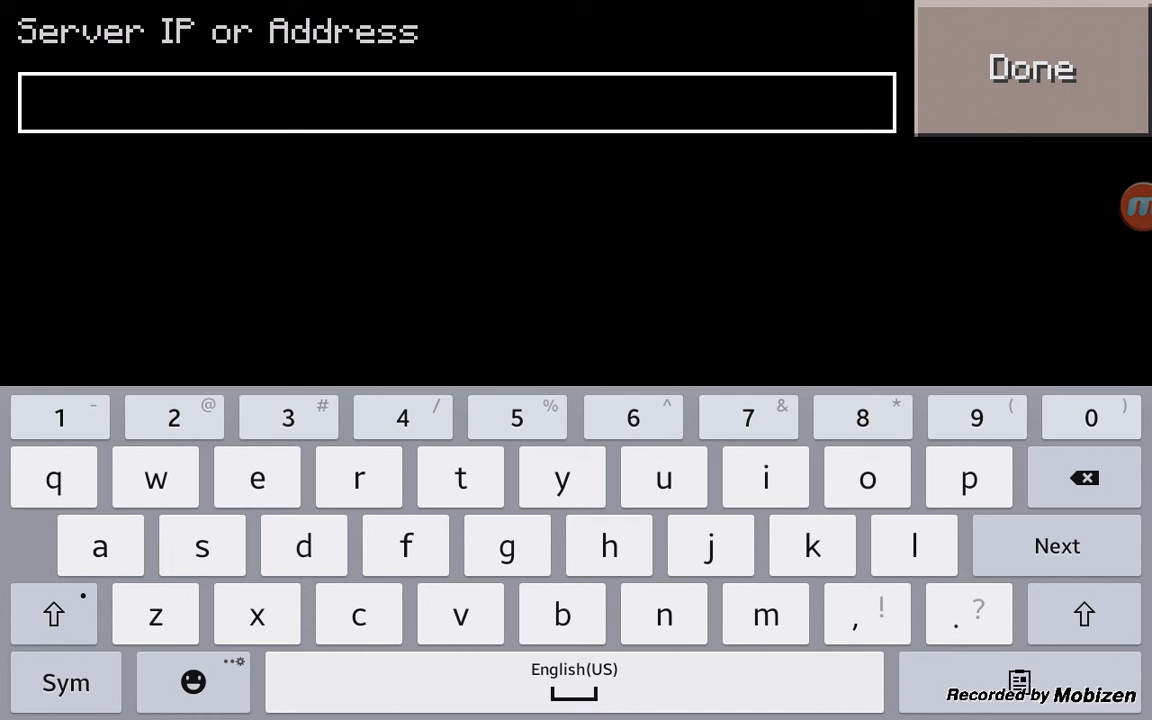 Server IP or Address
Done
m
1 - 2 @ 3 # 4 / 5 % 6 ^ 7 & 8 * 9 ( 0 )
q w e r t y u i o p
a s d f g h j k l Next
z x c v b n m , ! . ?
Sym English(US)
Recorded by Mobizen